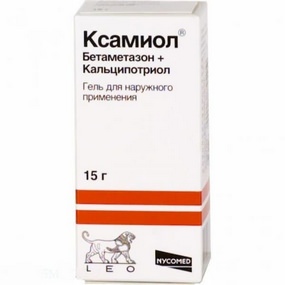 Ксамиол®
Бетаметазон +
Кальципотриол
Гель для наружного
применения
15 г
LEO
NYCOMED